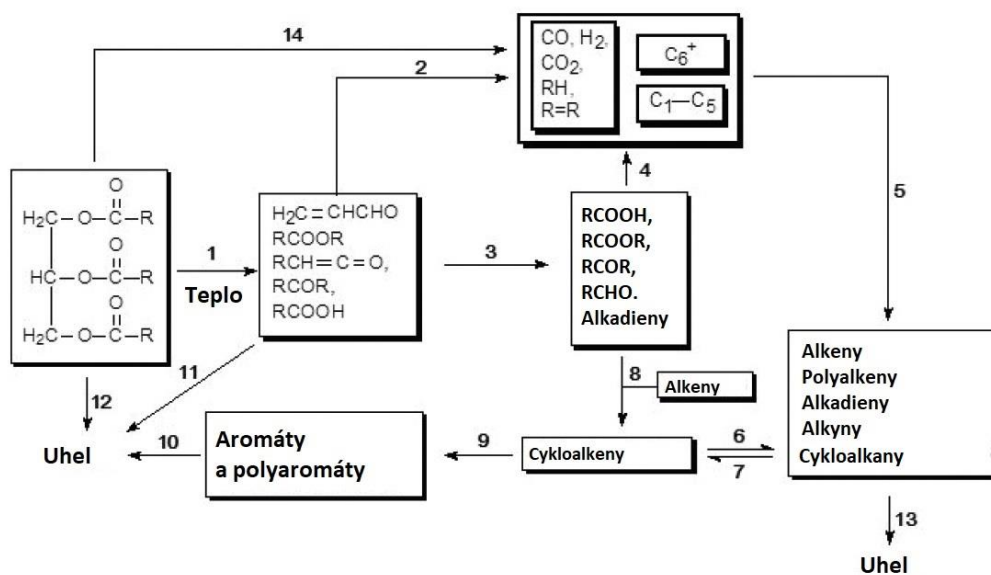 14
2
CO, H₂,
CO₂,
RH,
R=R
C₆⁺
C₁—C₅
4
5
O
H₂C—O—C—R
O
HC—O—C—R
O
H₂C—O—C—R
1
Teplo
H₂C=CHCHO
RCOOR
RCH=C=O,
RCOR,
RCOOH
3
RCOOH,
RCOOR,
RCOR,
RCHO.
Alkadieny
8
Alkeny
12
11
Uhel
10
Aromáty
a polyaromáty
9
Cykloalkeny
6
7
Alkeny
Polyalkeny
Alkadieny
Alkyny
Cykloalkany
13
Uhel